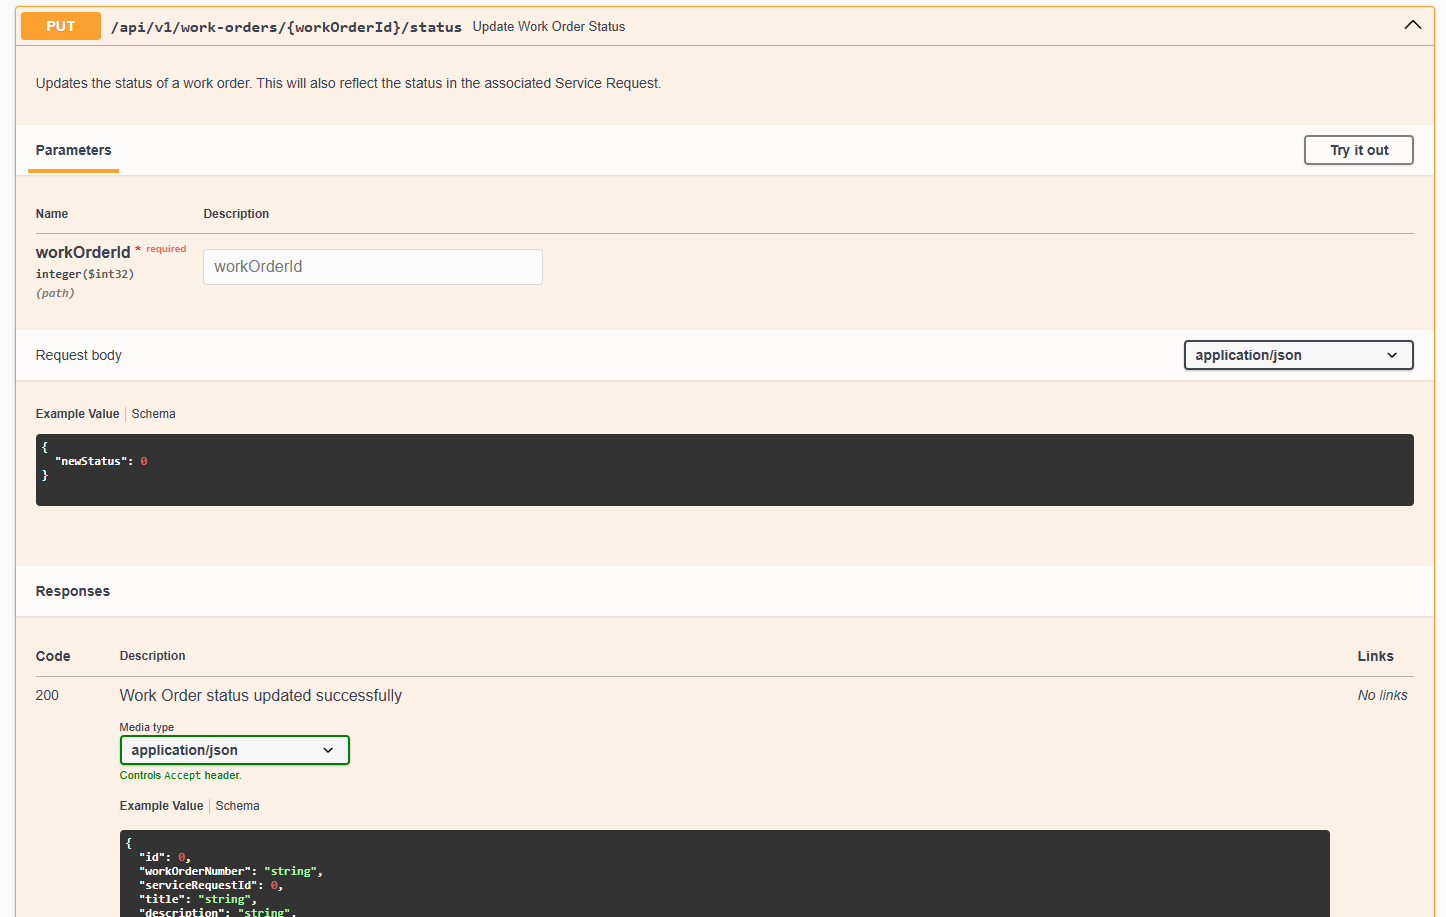 PUT /api/v1/work-orders/{workOrderId}/status Update Work Order Status
Updates the status of a work order. This will also reflect the status in the associated Service Request.
Parameters
Try it out
Name Description
workOrderId * required
integer($int32)
(path)
workOrderId
Request body
application/json
Example Value Schema
{
  "newStatus": 0
}
Responses
Code Description Links
200 Work Order status updated successfully No links
Media type
application/json
Controls Accept header.
Example Value Schema
{
  "id": 0,
  "workOrderNumber": "string",
  "serviceRequestId": 0,
  "title": "string",
  "description": "string",